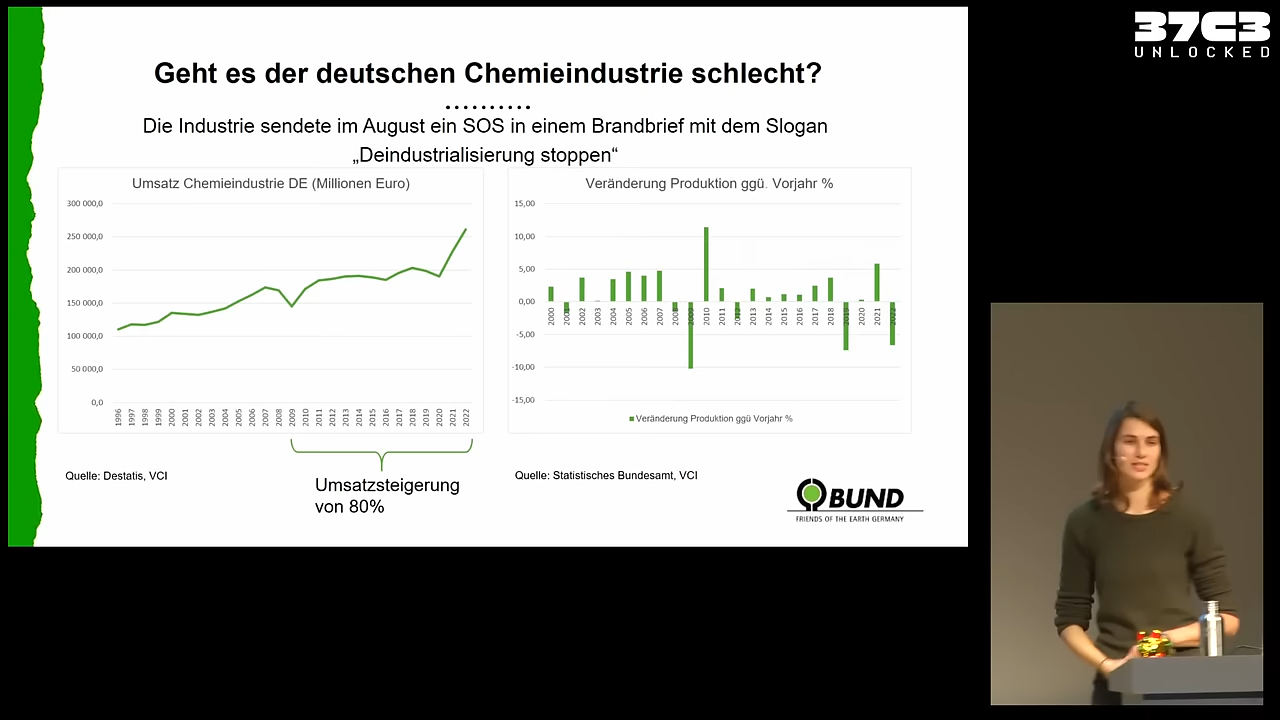 37C3
UNLOCKED
Geht es der deutschen Chemieindustrie schlecht?
Die Industrie sendete im August ein SOS in einem Brandbrief mit dem Slogan
„Deindustrialisierung stoppen“
Umsatz Chemieindustrie DE (Millionen Euro)
300 000,0
250 000,0
200 000,0
150 000,0
100 000,0
50 000,0
0,0
1996 1997 1998 1999 2000 2001 2002 2003 2004 2005 2006 2007 2008 2009 2010 2011 2012 2013 2014 2015 2016 2017 2018 2019 2020 2021 2022
Veränderung Produktion ggü. Vorjahr %
15,00
10,00
5,00
0,00
-5,00
-10,00
-15,00
2000 2001 2002 2003 2004 2005 2006 2007 2008 2009 2010 2011 2012 2013 2014 2015 2016 2017 2018 2019 2020 2021 2022
Veränderung Produktion ggü Vorjahr %
Quelle: Destatis, VCI
Umsatzsteigerung
von 80%
Quelle: Statistisches Bundesamt, VCI
BUND
FRIENDS OF THE EARTH GERMANY